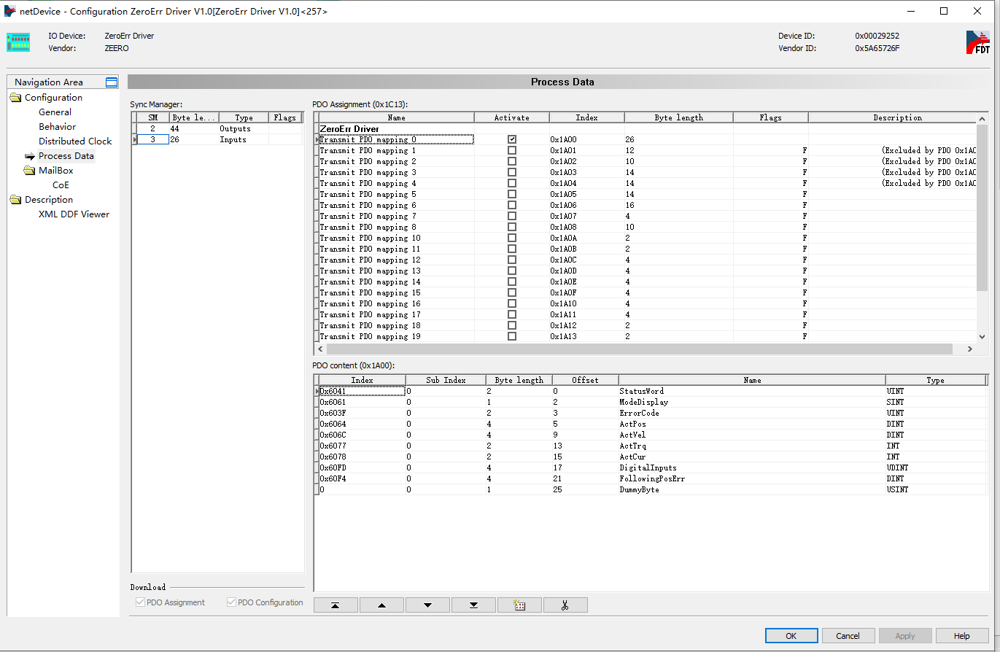 netDevice - Configuration ZeroErr Driver V1.0[ZeroErr Driver V1.0]<257>
IO Device: ZeroErr Driver Device ID: 0x00029252
Vendor: ZEERO Vendor ID: 0x5A65726F
FDT
Navigation Area
Configuration
General
Behavior
Distributed Clock
Process Data
MailBox
CoE
Description
XML DDF Viewer
Process Data
Sync Manager:
SM Byte le... Type Flags
2 44 Outputs
3 26 Inputs
Download
PDO Assignment PDO Configuration
PDO Assignment (0x1C13):
Name Activate Index Byte length Flags Description
ZeroErr Driver
Transmit PDO mapping 0 0x1A00 26
Transmit PDO mapping 1 0x1A01 12 F (Excluded by PDO 0x1A0
Transmit PDO mapping 2 0x1A02 10 F (Excluded by PDO 0x1A0
Transmit PDO mapping 3 0x1A03 14 F (Excluded by PDO 0x1A0
Transmit PDO mapping 4 0x1A04 14 F (Excluded by PDO 0x1A0
Transmit PDO mapping 5 0x1A05 14 F
Transmit PDO mapping 6 0x1A06 16 F
Transmit PDO mapping 7 0x1A07 4 F
Transmit PDO mapping 8 0x1A08 10 F
Transmit PDO mapping 10 0x1A0A 2 F
Transmit PDO mapping 11 0x1A0B 2 F
Transmit PDO mapping 12 0x1A0C 4 F
Transmit PDO mapping 13 0x1A0D 4 F
Transmit PDO mapping 14 0x1A0E 4 F
Transmit PDO mapping 15 0x1A0F 4 F
Transmit PDO mapping 16 0x1A10 4 F
Transmit PDO mapping 17 0x1A11 4 F
Transmit PDO mapping 18 0x1A12 2 F
Transmit PDO mapping 19 0x1A13 2 F
PDO content (0x1A00):
Index Sub Index Byte length Offset Name Type
0x6041 0 2 0 StatusWord UINT
0x6061 0 1 2 ModeDisplay SINT
0x603F 0 2 3 ErrorCode UINT
0x6064 0 4 5 ActPos DINT
0x606C 0 4 9 ActVel DINT
0x6077 0 2 13 ActTrq INT
0x6078 0 2 15 ActCur INT
0x60FD 0 4 17 DigitalInputs UDINT
0x60F4 0 4 21 FollowingPosErr DINT
0 0 1 25 DummyByte USINT
OK Cancel Apply Help